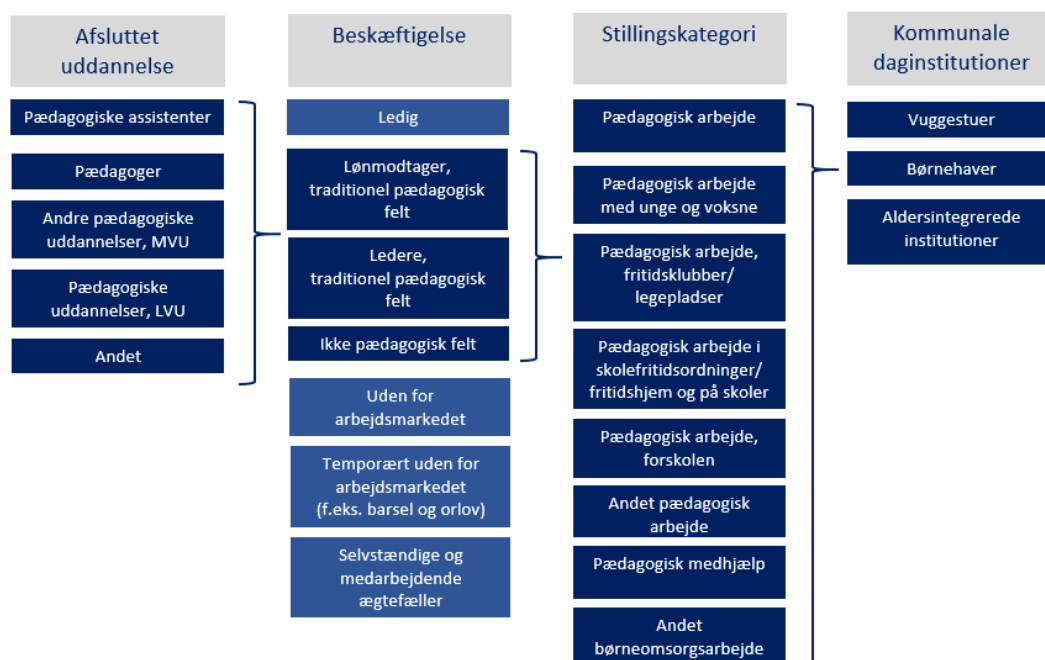 Afsluttet
uddannelse
Pædagogiske assistenter
Pædagoger
Andre pædagogiske
uddannelser, MVU
Pædagogiske
uddannelser, LVU
Andet
Beskæftigelse
Ledig
Lønmodtager,
traditionel pædagogisk
felt
Ledere,
traditionel pædagogisk
felt
Ikke pædagogisk felt
Uden for
arbejdsmarkedet
Temporært uden for
arbejdsmarkedet
(f.eks. barsel og orlov)
Selvstændige og
medarbejdende
ægtefæller
Stillingskategori
Pædagogisk arbejde
Pædagogisk arbejde
med unge og voksne
Pædagogisk arbejde,
fritidsklubber/
legepladser
Pædagogisk arbejde i
skolefritidsordninger/
fritidshjem og på skoler
Pædagogisk arbejde,
forskolen
Andet pædagogisk
arbejde
Pædagogisk medhjælp
Andet
børneomsorgsarbejde
Kommunale
daginstitutioner
Vuggestuer
Børnehaver
Aldersintegrerede
institutioner